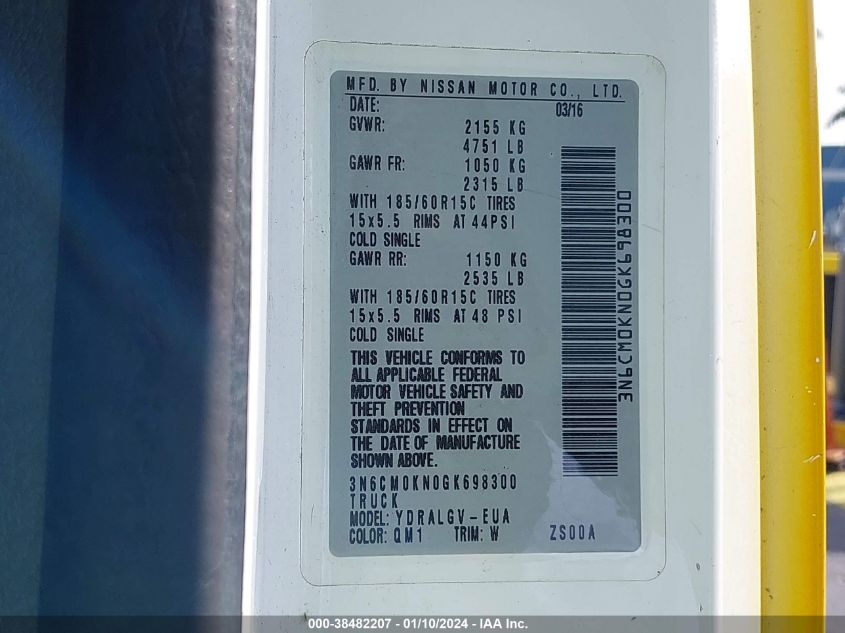 MFD. BY NISSAN MOTOR CO., LTD.
DATE: 03/16
GVWR: 2155 KG
4751 LB
GAWR FR: 1050 KG
2315 LB
WITH 185/60R15C TIRES
15x5.5 RIMS AT 44PSI
COLD SINGLE
GAWR RR: 1150 KG
2535 LB
WITH 185/60R15C TIRES
15x5.5 RIMS AT 48 PSI
COLD SINGLE
THIS VEHICLE CONFORMS TO
ALL APPLICABLE FEDERAL
MOTOR VEHICLE SAFETY AND
THEFT PREVENTION
STANDARDS IN EFFECT ON
THE DATE OF MANUFACTURE
SHOWN ABOVE.
3N6CM0KN0GK698300
TRUCK
MODEL: YDRALGV-EUA
COLOR: QM1 TRIM: W ZS00A
3N6CM0KN0GK698300
000-38482207 - 01/10/2024 - IAA Inc.